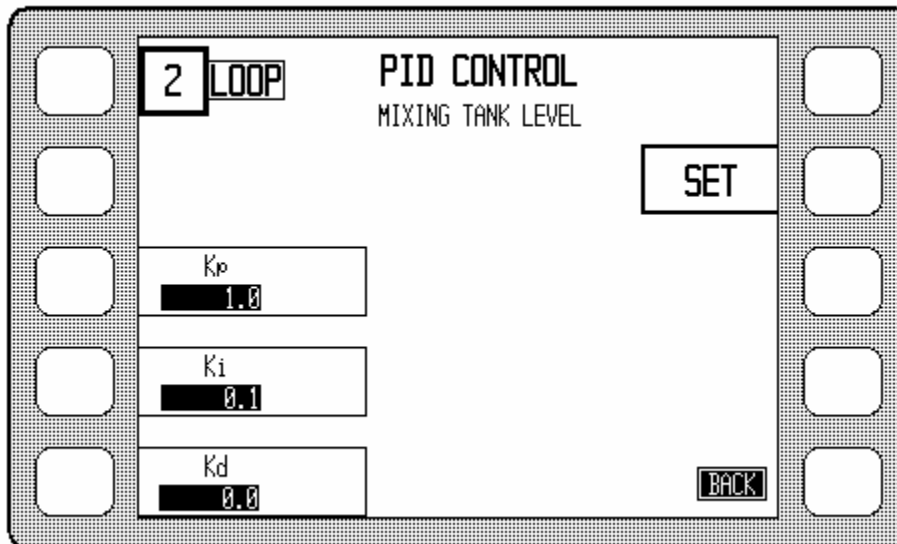 2 LOOP PID CONTROL
MIXING TANK LEVEL
SET
Kp
1.0
Ki
0.1
Kd
0.0
BACK